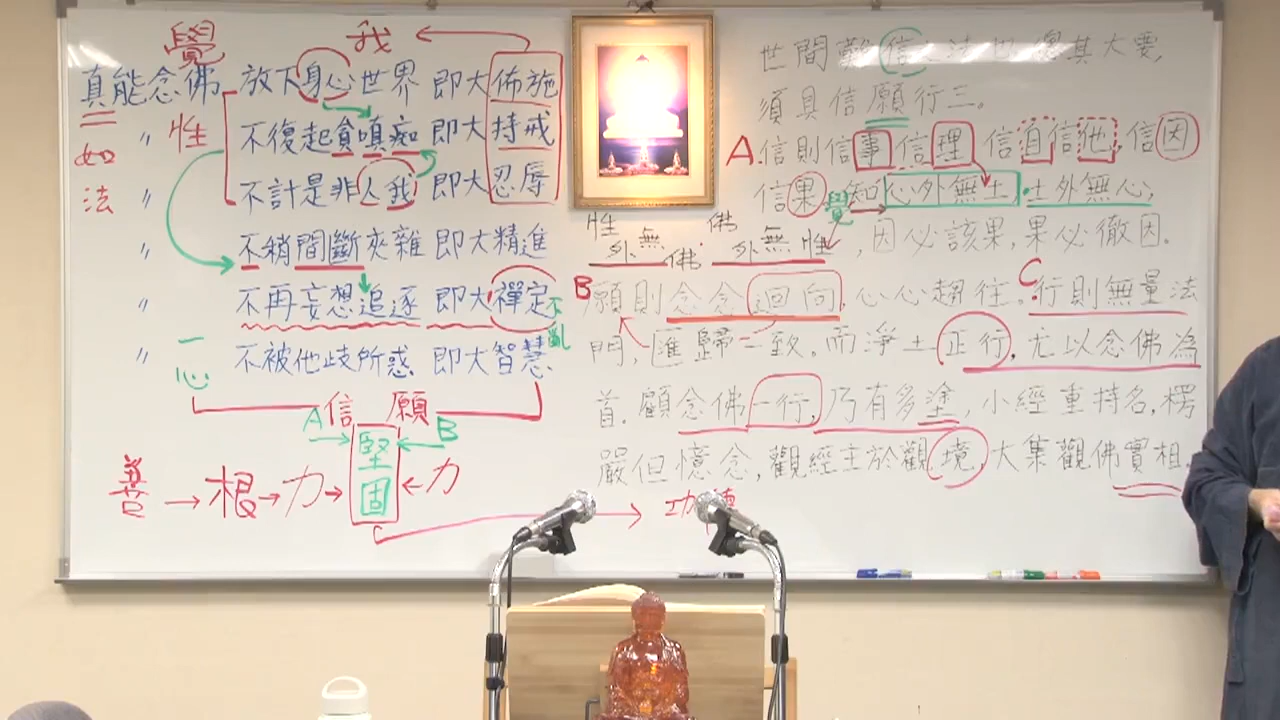 覺 我
真能念佛 放下身心世界 即大佈施
二 〃 性 不復起貪嗔痴 即大持戒
如
法 〃 不計是非人我 即大忍辱
〃 不稍間斷夾雜 即大精進
〃 不再妄想追逐 即大禪定 不亂
一心 〃 不被他歧所惑 即大智慧
A 信 願 B
善→根→力→堅固←力
→功德
世間難信之法也,總其大要,
須具信願行三。
A.信則信事信理 信自信他,信因
信果,知心外無土,土外無心,
覺
性外無佛.佛外無性,因必該果,果必徹因.
B願則念念迴向,心心趨往。C.行則無量法
門,匯歸一致。而淨土正行,尤以念佛為
首.顧念佛一行,乃有多塗,小經重持名,楞
嚴但憶念,觀經主於觀境,大集觀佛實相.